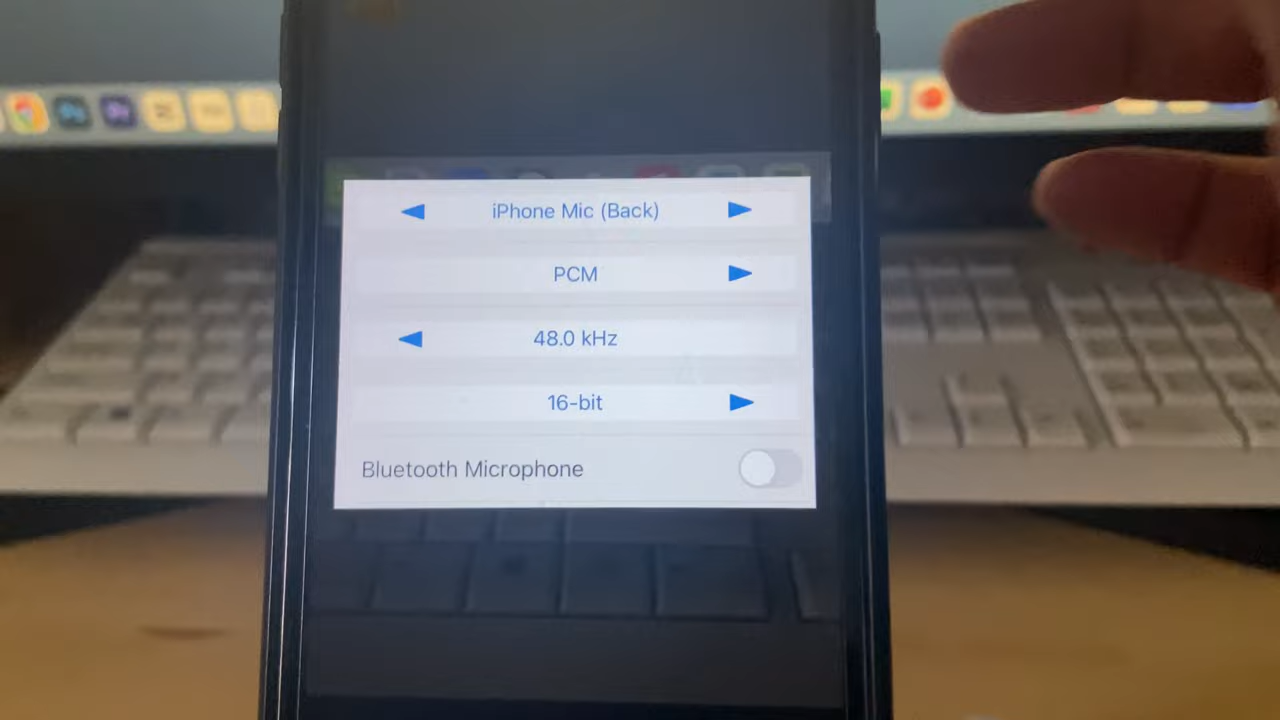 iPhone Mic (Back)
PCM
48.0 kHz
16-bit
Bluetooth Microphone